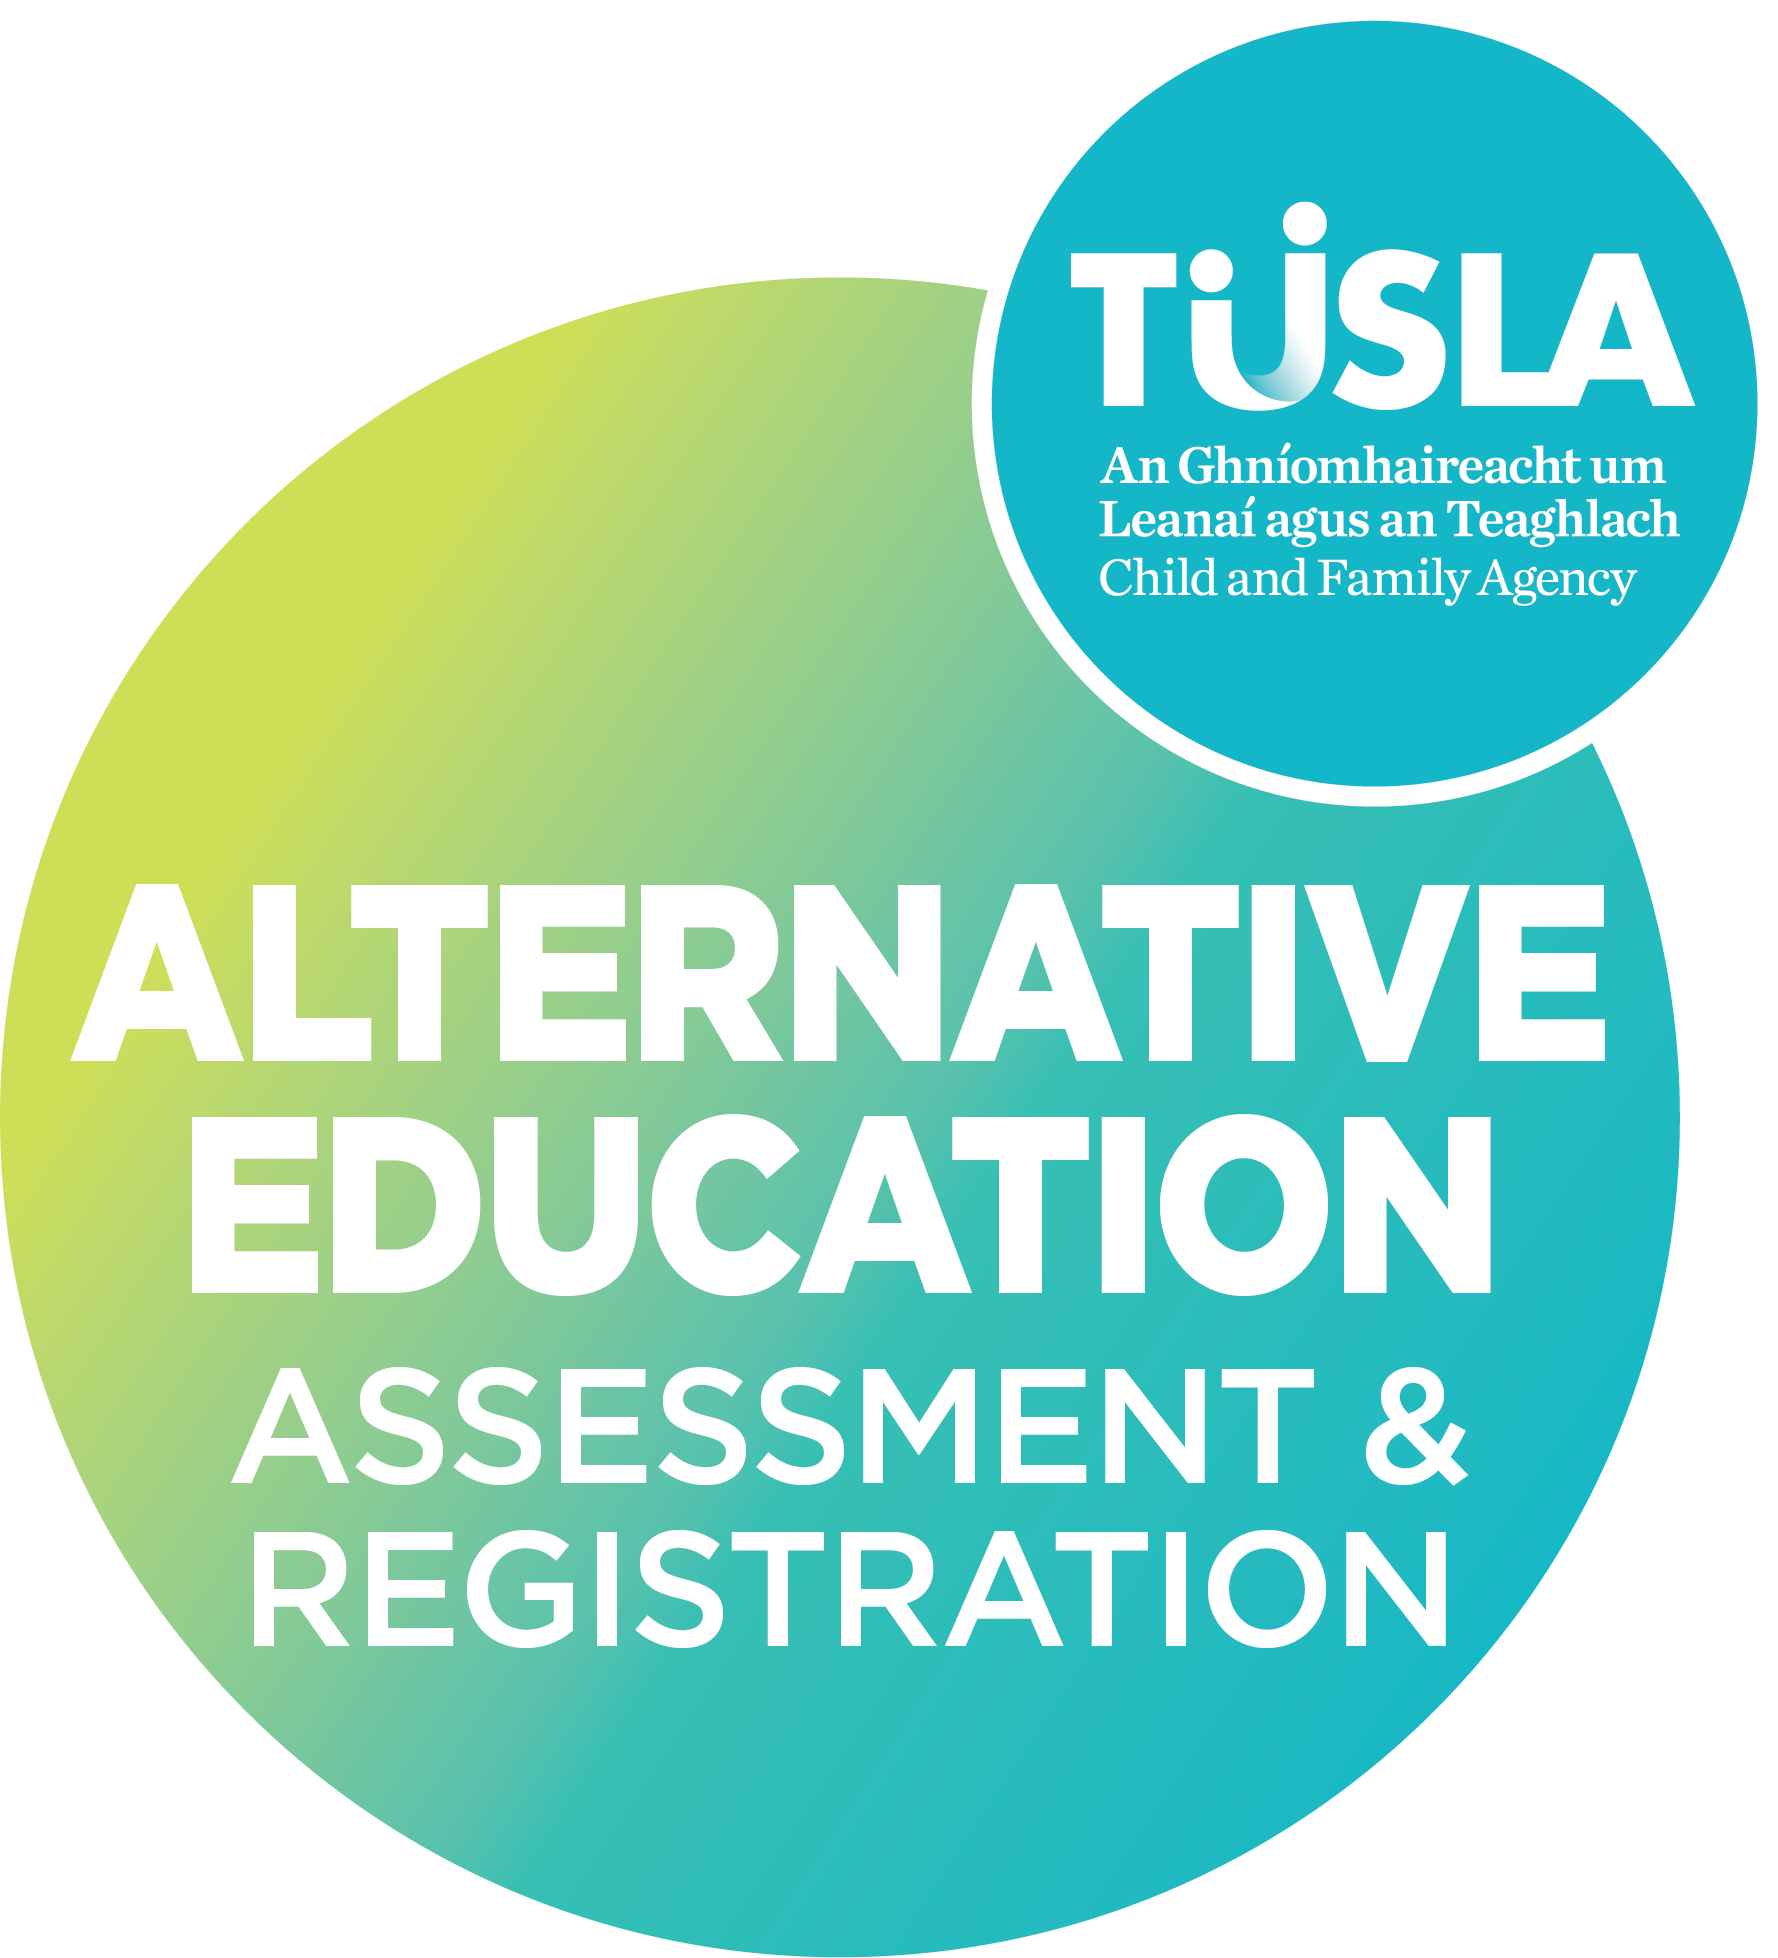 TUSLA
An Ghníomhaireacht um
Leanaí agus an Teaghlach
Child and Family Agency
ALTERNATIVE
EDUCATION
ASSESSMENT &
REGISTRATION